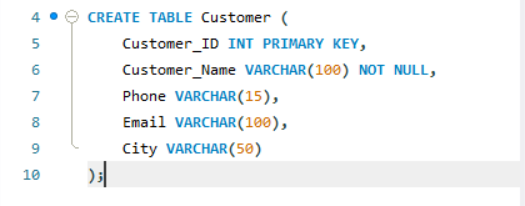 4 CREATE TABLE Customer (
5 Customer_ID INT PRIMARY KEY,
6 Customer_Name VARCHAR(100) NOT NULL,
7 Phone VARCHAR(15),
8 Email VARCHAR(100),
9 City VARCHAR(50)
10 );